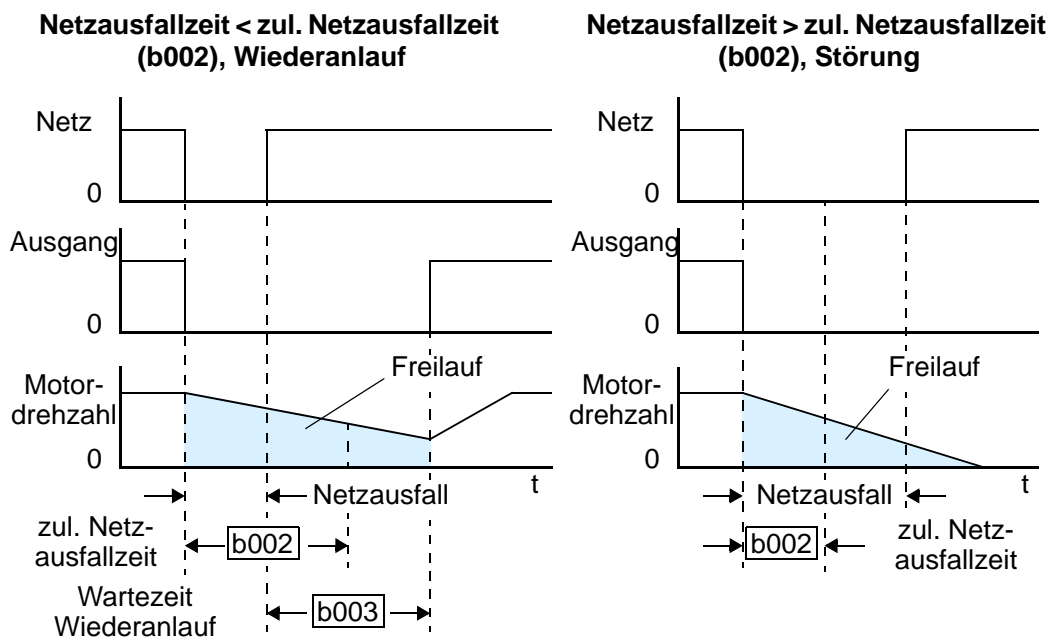 Netzausfallzeit < zul. Netzausfallzeit
(b002), Wiederanlauf
Netz
0
Ausgang
0
Freilauf
Motor-
drehzahl
0
t
Netzausfall
zul. Netz-
ausfallzeit
b002
Wartezeit
Wiederanlauf
b003
Netzausfallzeit > zul. Netzausfallzeit
(b002), Störung
Netz
0
Ausgang
0
Freilauf
Motor-
drehzahl
0
t
Netzausfall
b002
zul. Netz-
ausfallzeit